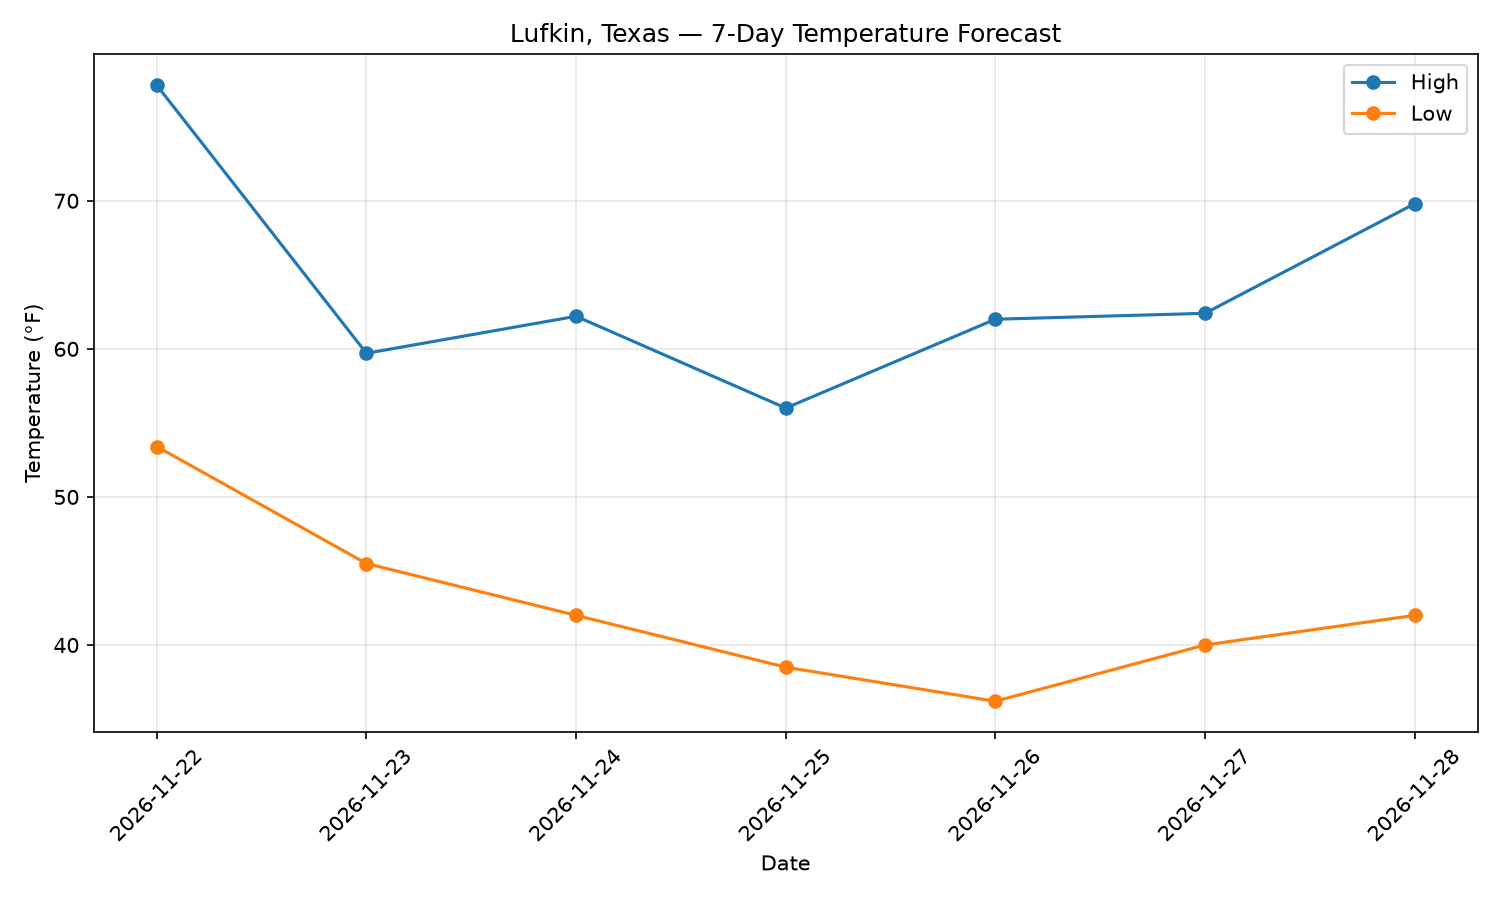 Lufkin, Texas — 7-Day Temperature Forecast
High
Low
Temperature (°F)
70
60
50
40
2026-11-22
2026-11-23
2026-11-24
2026-11-25
2026-11-26
2026-11-27
2026-11-28
Date